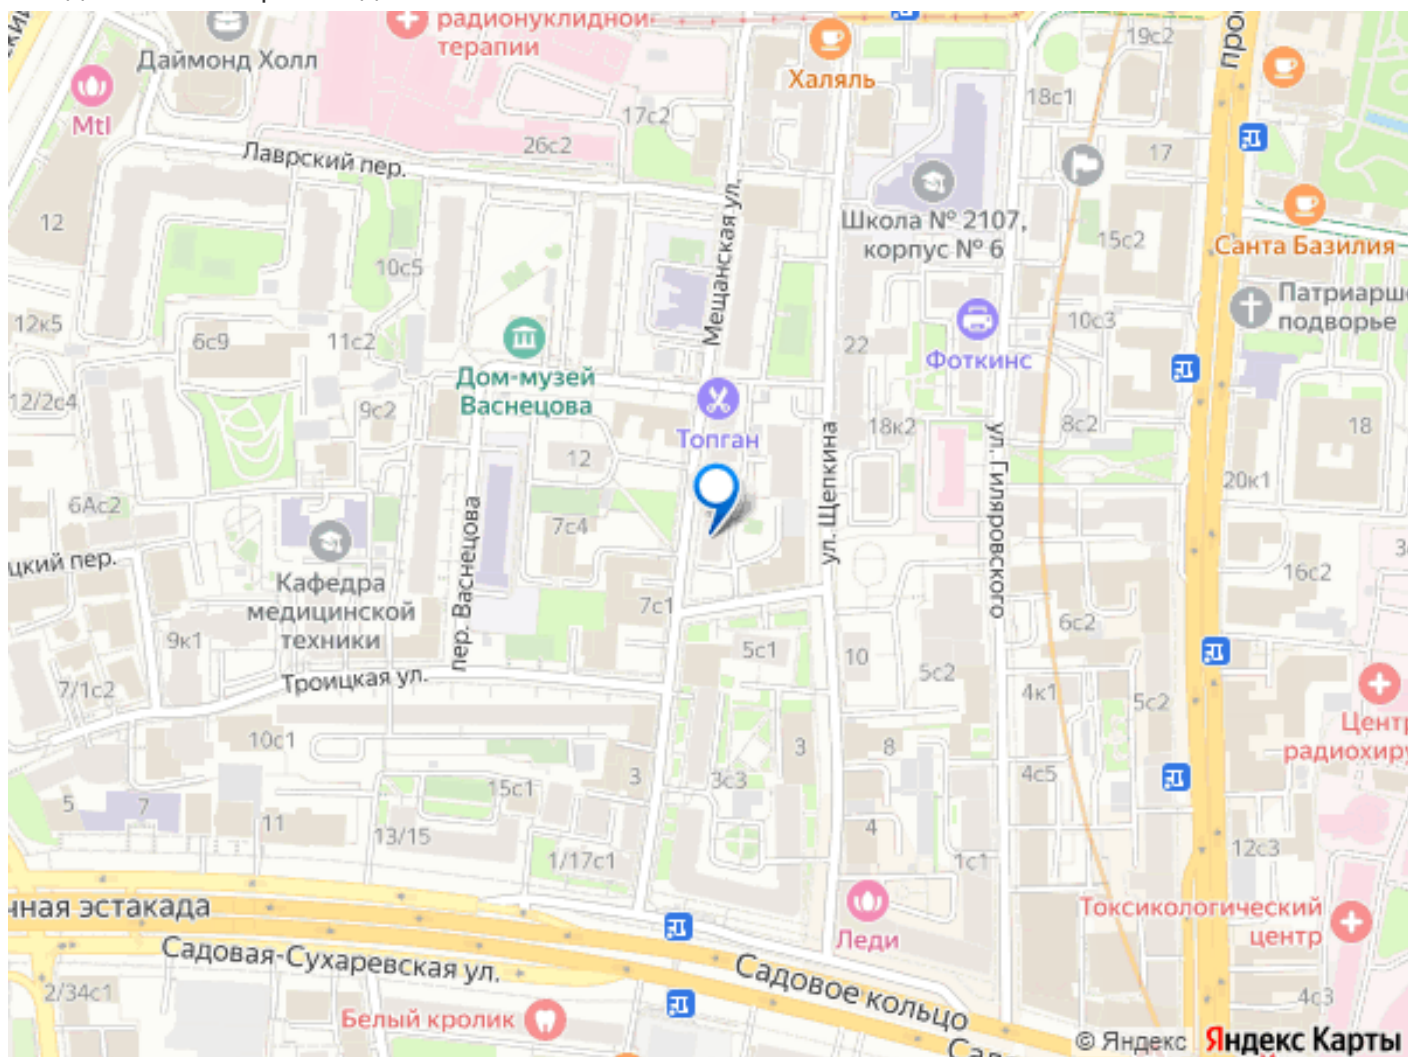 радионуклидной
терапии
Даймонд Холл
Mtl
Халяль
19с2
18с1
17с2
26с2
17
Лаврский пер.
Мещанская ул.
Школа № 2107,
корпус № 6
15с2
Санта Базилия
12
10с5
Патриарш
подворье
12к5
6с9
11с2
22
10с3
Фоткинс
Дом-музей
Васнецова
12/2с4
9с2
Топган
18к2
8с2
18
12
20к1
6Ас2
7с4
пер. Васнецова
ул. Щепкина
ул. Гиляровского
цкий пер.
16с2
Кафедра
медицинской
техники
7с1
6с2
9к1
5с1
10
5с2
Троицкая ул.
7/1с2
4к1
5с2
Центр
радиохиру
10с1
3
8
3
3с3
4с5
15с1
5
7
11
13/15
4
12с3
1/17с1
1с1
чная эстакада
Токсикологический
центр
Леди
Садовая-Сухаревская ул.
Садовое кольцо
2/34с1
4с3
Белый кролик
© Яндекс Яндекс Карты